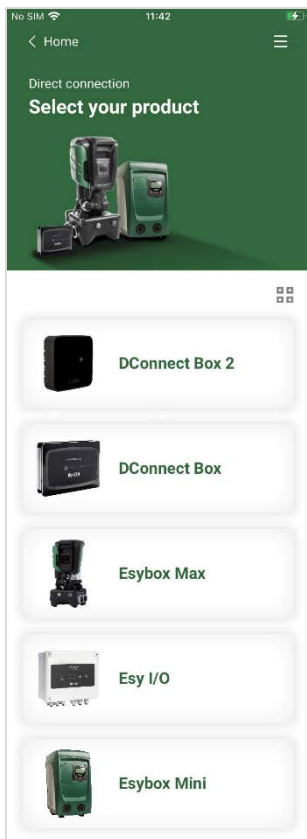 No SIM 11:42
Home
Direct connection
Select your product
DConnect Box 2
DConnect Box
Esybox Max
Esy I/O
Esybox Mini